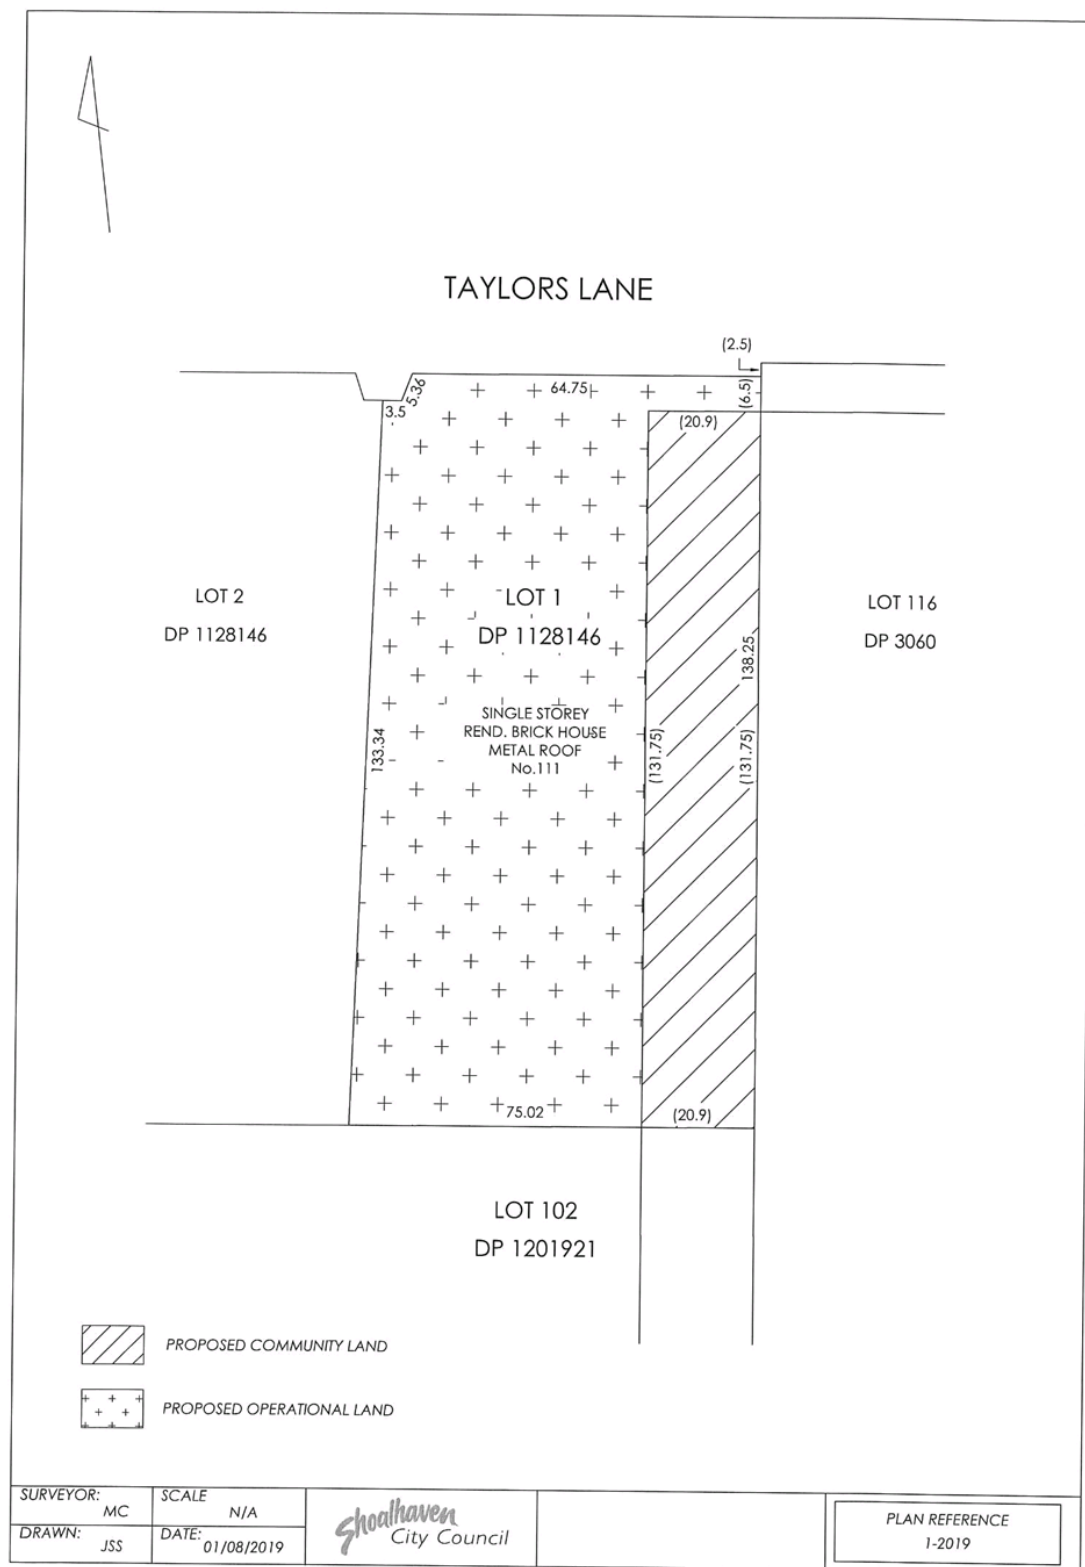 TAYLORS LANE
(2.5)
3.5
5.36
64.75
(6.5)
(20.9)
LOT 2
DP 1128146
LOT 1
DP 1128146
LOT 116
DP 3060
138.25
SINGLE STOREY
REND. BRICK HOUSE
METAL ROOF
No.111
133.34
(131.75)
(131.75)
75.02
(20.9)
LOT 102
DP 1201921
PROPOSED COMMUNITY LAND
PROPOSED OPERATIONAL LAND
SURVEYOR:
MC
SCALE
N/A
DRAWN:
JSS
DATE:
01/08/2019
Shoalhaven
City Council
PLAN REFERENCE
1-2019